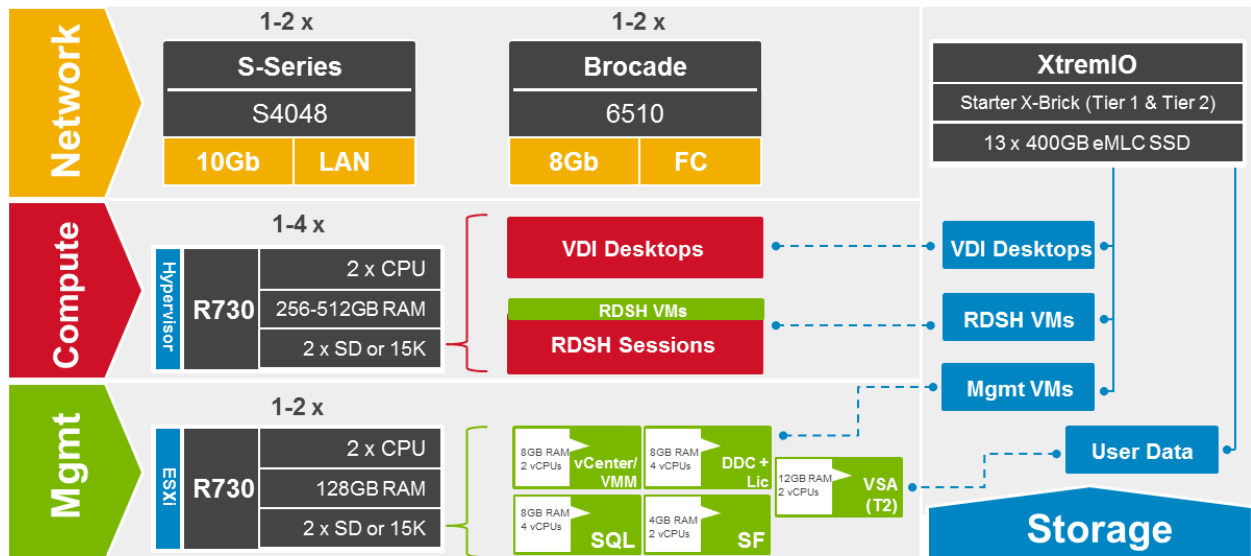 Network
1-2 x
S-Series
S4048
10Gb
LAN
1-2 x
Brocade
6510
8Gb
FC
XtremIO
Starter X-Brick (Tier 1 & Tier 2)
13 x 400GB eMLC SSD
Compute
1-4 x
Hypervisor
R730
2 x CPU
256-512GB RAM
2 x SD or 15K
VDI Desktops
RDSH VMs
RDSH Sessions
VDI Desktops
RDSH VMs
Mgmt VMs
User Data
Storage
Mgmt
1-2 x
ESXi
R730
2 x CPU
128GB RAM
2 x SD or 15K
8GB RAM
2 vCPUs
vCenter/
VMM
8GB RAM
4 vCPUs
DDC +
Lic
8GB RAM
4 vCPUs
SQL
4GB RAM
2 vCPUs
SF
12GB RAM
2 vCPUs
VSA
(T2)